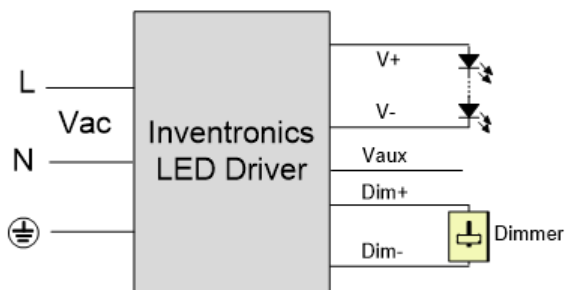 L
Vac
N
Inventronics
LED Driver
V+
V-
Vaux
Dim+
Dim-
Dimmer